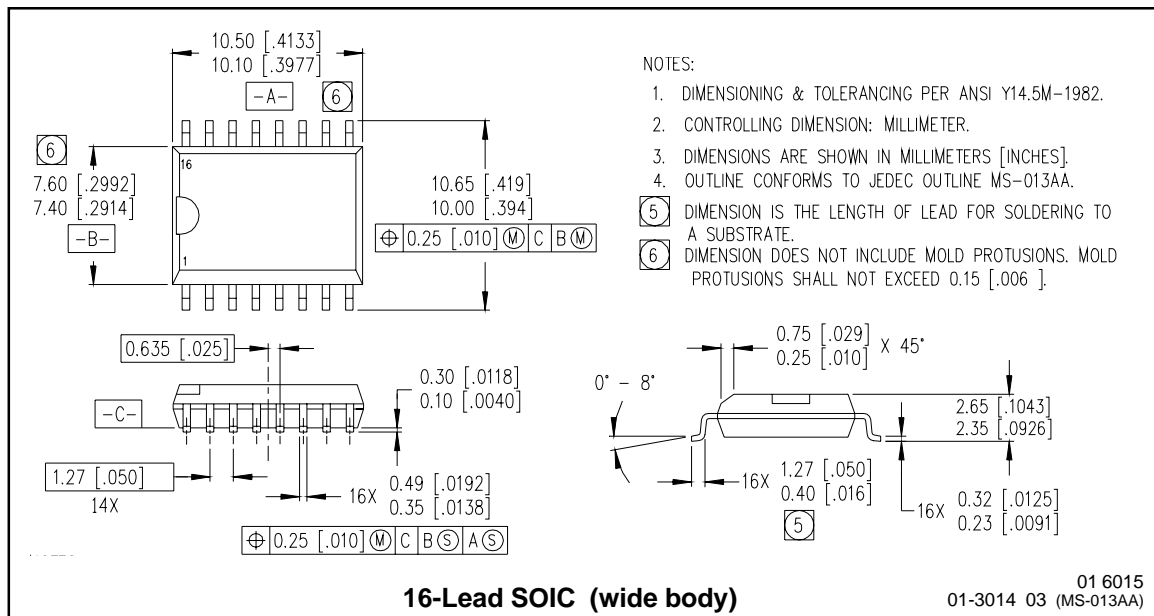 10.50 [.4133]
10.10 [.3977]
-A- 6
6
7.60 [.2992]
7.40 [.2914]
-B-
16
1
10.65 [.419]
10.00 [.394]
⌖ 0.25 [.010] Ⓜ C B Ⓜ
NOTES:
1. DIMENSIONING & TOLERANCING PER ANSI Y14.5M-1982.
2. CONTROLLING DIMENSION: MILLIMETER.
3. DIMENSIONS ARE SHOWN IN MILLIMETERS [INCHES].
4. OUTLINE CONFORMS TO JEDEC OUTLINE MS-013AA.
5 DIMENSION IS THE LENGTH OF LEAD FOR SOLDERING TO
A SUBSTRATE.
6 DIMENSION DOES NOT INCLUDE MOLD PROTUSIONS. MOLD
PROTUSIONS SHALL NOT EXCEED 0.15 [.006 ].
0.635 [.025]
-C-
0.30 [.0118]
0.10 [.0040]
1.27 [.050]
14X
16X 0.49 [.0192]
0.35 [.0138]
⌖ 0.25 [.010] Ⓜ C B Ⓢ A Ⓢ
0.75 [.029]
0.25 [.010] X 45°
0° - 8°
2.65 [.1043]
2.35 [.0926]
16X 1.27 [.050]
0.40 [.016]
5
16X 0.32 [.0125]
0.23 [.0091]
16-Lead SOIC (wide body)
01 6015
01-3014 03 (MS-013AA)